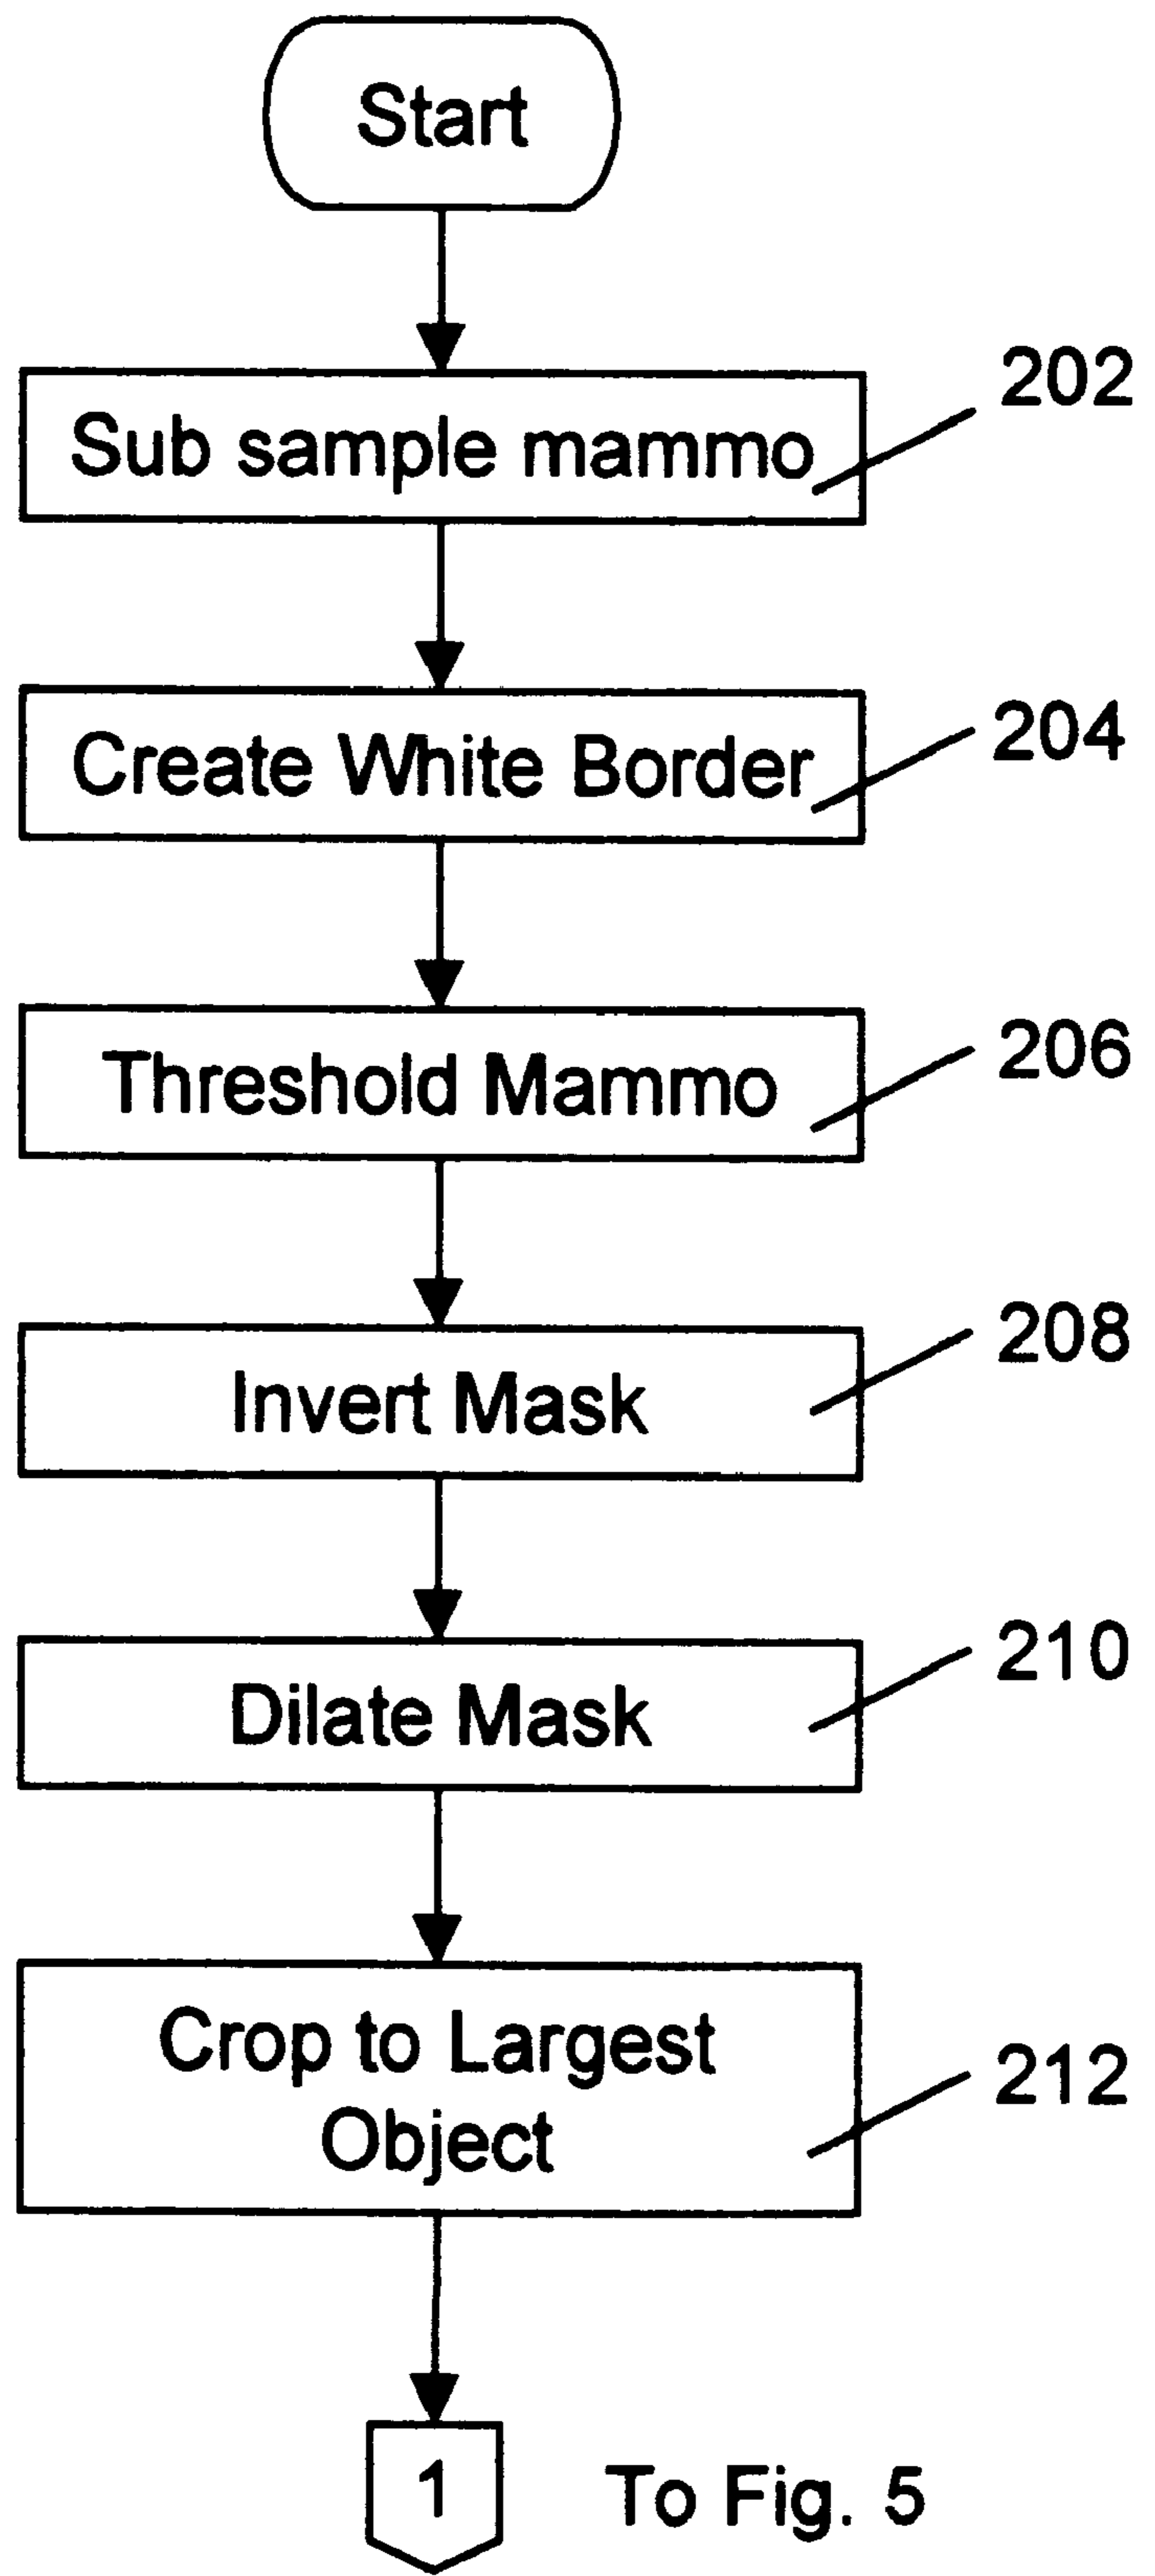 Start
Sub sample mammo
202
Create White Border
204
Threshold Mammo
206
Invert Mask
208
Dilate Mask
210
Crop to Largest
Object
212
1
To Fig. 5